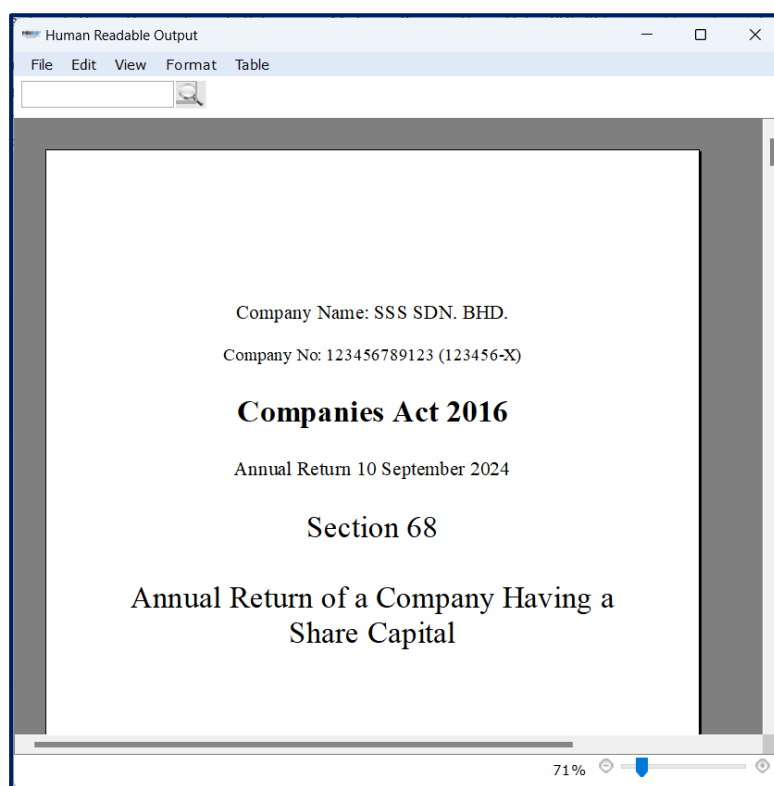 Human Readable Output
File Edit View Format Table
Company Name: SSS SDN. BHD.
Company No: 123456789123 (123456-X)
Companies Act 2016
Annual Return 10 September 2024
Section 68
Annual Return of a Company Having a
Share Capital
71%